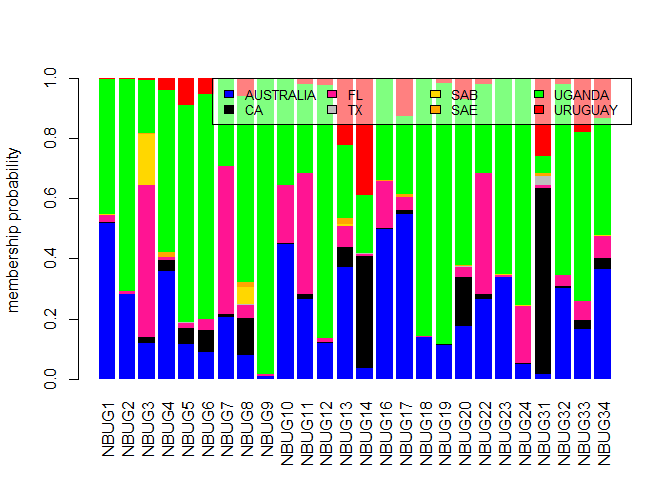 AUSTRALIA FL SAB UGANDA
CA TX SAE URUGUAY
membership probability
1.0
0.8
0.6
0.4
0.2
0.0
NBUG1 NBUG2 NBUG3 NBUG4 NBUG5 NBUG6 NBUG7 NBUG8 NBUG9 NBUG10 NBUG11 NBUG12 NBUG13 NBUG14 NBUG16 NBUG17 NBUG18 NBUG19 NBUG20 NBUG22 NBUG23 NBUG24 NBUG31 NBUG32 NBUG33 NBUG34